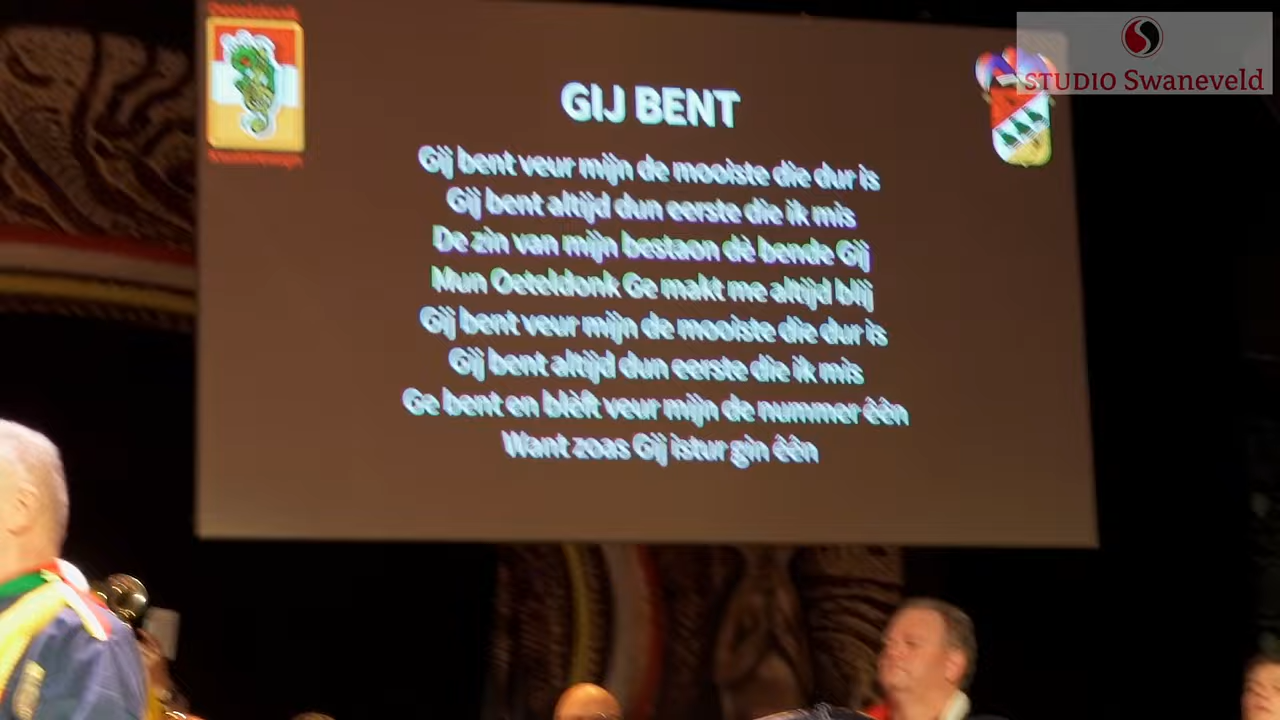 STUDIO Swaneveld
GIJ BENT
Gij bent veur mijn de mooiste die dur is
Gij bent altijd dun eerste die ik mis
De zin van mijn bestaon dè bende Gij
Mun Oeteldonk Ge makt me altijd blij
Gij bent veur mijn de mooiste die dur is
Gij bent altijd dun eerste die ik mis
Ge bent en blèft veur mijn de nummer èèn
Want zoas Gij istur gin èèn